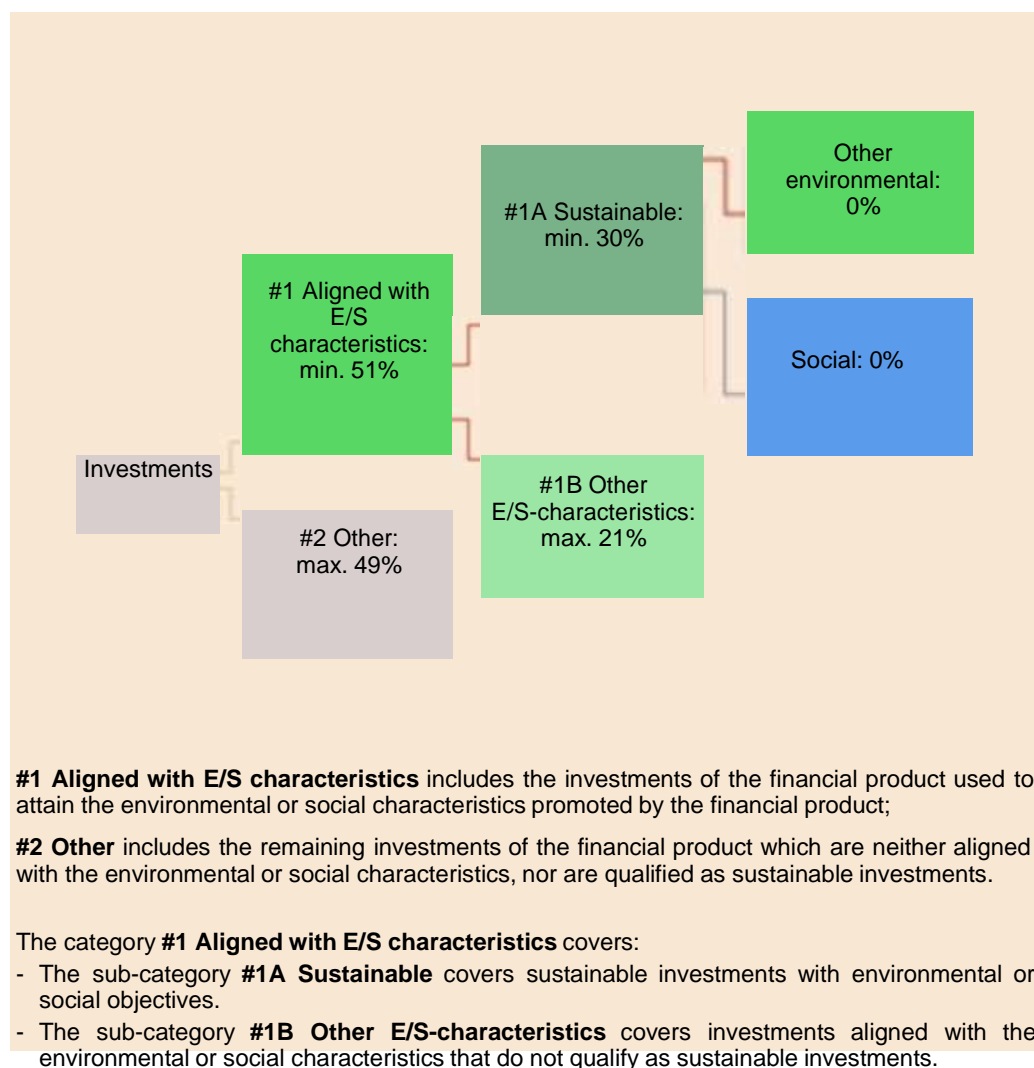 Other
environmental:
0%
#1A Sustainable:
min. 30%
#1 Aligned with
E/S
characteristics:
min. 51%
Social: 0%
Investments
#1B Other
E/S-characteristics:
max. 21%
#2 Other:
max. 49%
#1 Aligned with E/S characteristics includes the investments of the financial product used to
attain the environmental or social characteristics promoted by the financial product;
#2 Other includes the remaining investments of the financial product which are neither aligned
with the environmental or social characteristics, nor are qualified as sustainable investments.
The category #1 Aligned with E/S characteristics covers:
- The sub-category #1A Sustainable covers sustainable investments with environmental or
social objectives.
- The sub-category #1B Other E/S-characteristics covers investments aligned with the
environmental or social characteristics that do not qualify as sustainable investments.